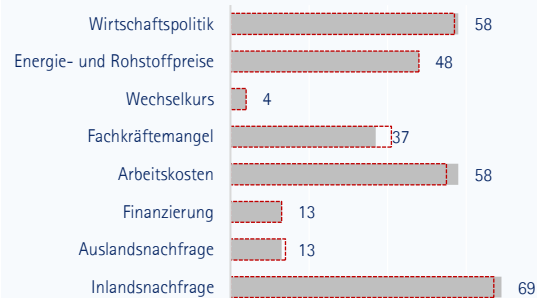 Wirtschaftspolitik 58
Energie- und Rohstoffpreise 48
Wechselkurs 4
Fachkräftemangel 37
Arbeitskosten 58
Finanzierung 13
Auslandsnachfrage 13
Inlandsnachfrage 69